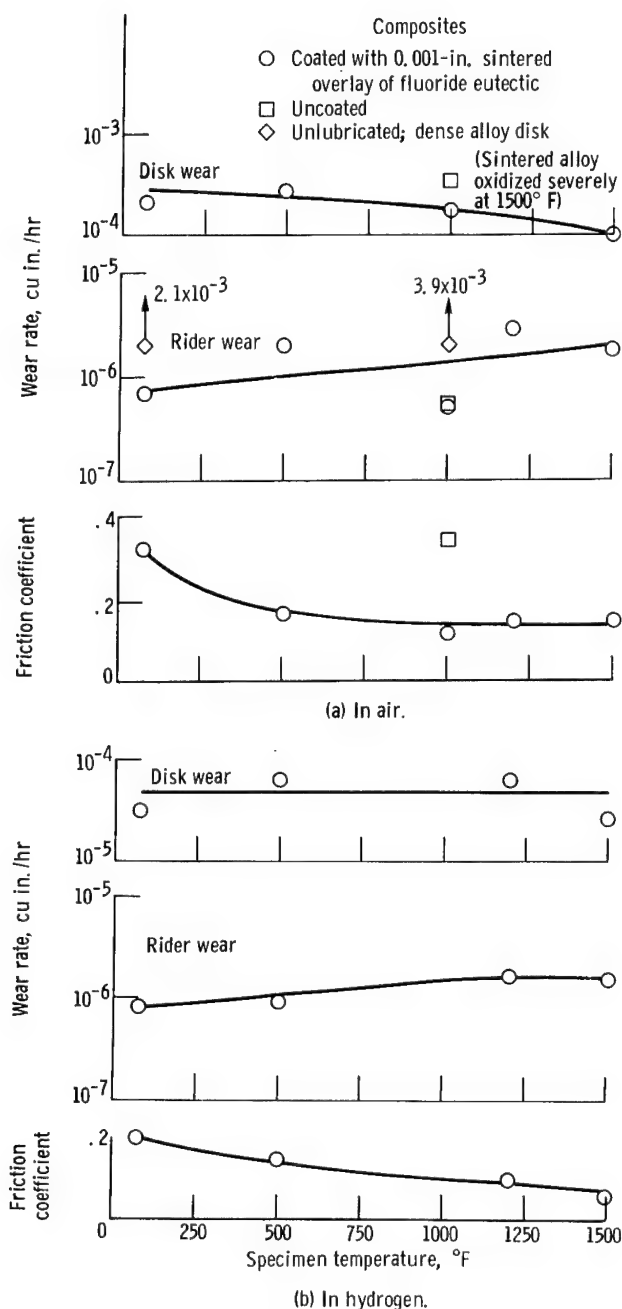 Composites
Coated with 0.001-in. sintered
overlay of fluoride eutectic
Uncoated
Unlubricated; dense alloy disk
(Sintered alloy
oxidized severely
at 1500° F)
10-3
Disk wear
10-4
Wear rate, cu in./hr
10-5
2.1x10-3
3.9x10-3
Rider wear
10-6
10-7
Friction coefficient
.4
.2
0
(a) In air.
10-4
Disk wear
10-5
Wear rate, cu in./hr
10-5
Rider wear
10-6
10-7
Friction
coefficient
.2
0 250 500 750 1000 1250 1500
Specimen temperature, °F
(b) In hydrogen.